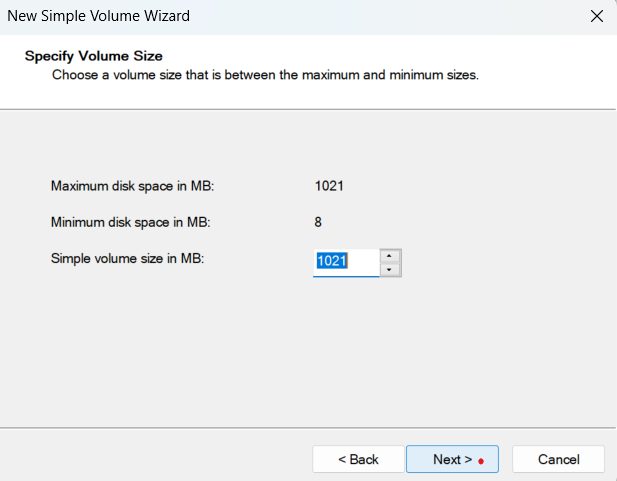 New Simple Volume Wizard
Specify Volume Size
Choose a volume size that is between the maximum and minimum sizes.
Maximum disk space in MB: 1021
Minimum disk space in MB: 8
Simple volume size in MB: 1021
< Back Next > Cancel